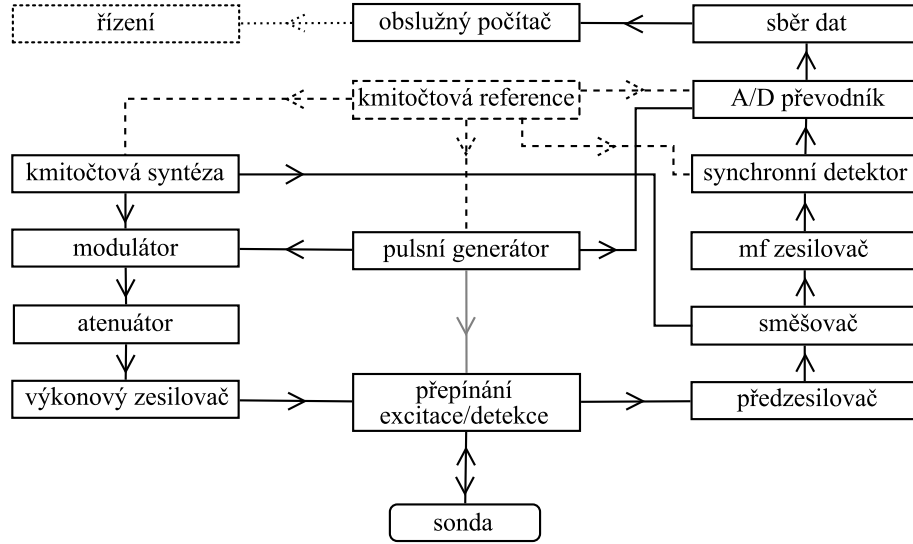 řízení
obslužný počítač
sběr dat
kmitočtová reference
A/D převodník
kmitočtová syntéza
synchronní detektor
modulátor
pulsní generátor
mf zesilovač
atenuátor
směšovač
výkonový zesilovač
přepínání
excitace/detekce
předzesilovač
sonda